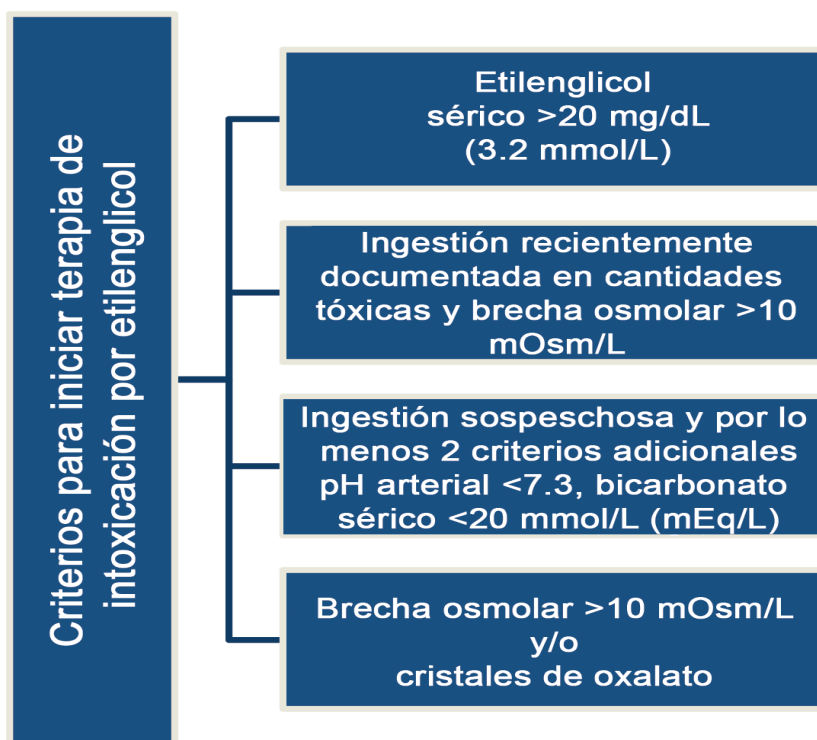 Criterios para iniciar terapia de
intoxicación por etilenglicol
Etilenglicol
sérico >20 mg/dL
(3.2 mmol/L)
Ingestión recientemente
documentada en cantidades
tóxicas y brecha osmolar >10
mOsm/L
Ingestión sospeschosa y por lo
menos 2 criterios adicionales
pH arterial <7.3, bicarbonato
sérico <20 mmol/L (mEq/L)
Brecha osmolar >10 mOsm/L
y/o
cristales de oxalato